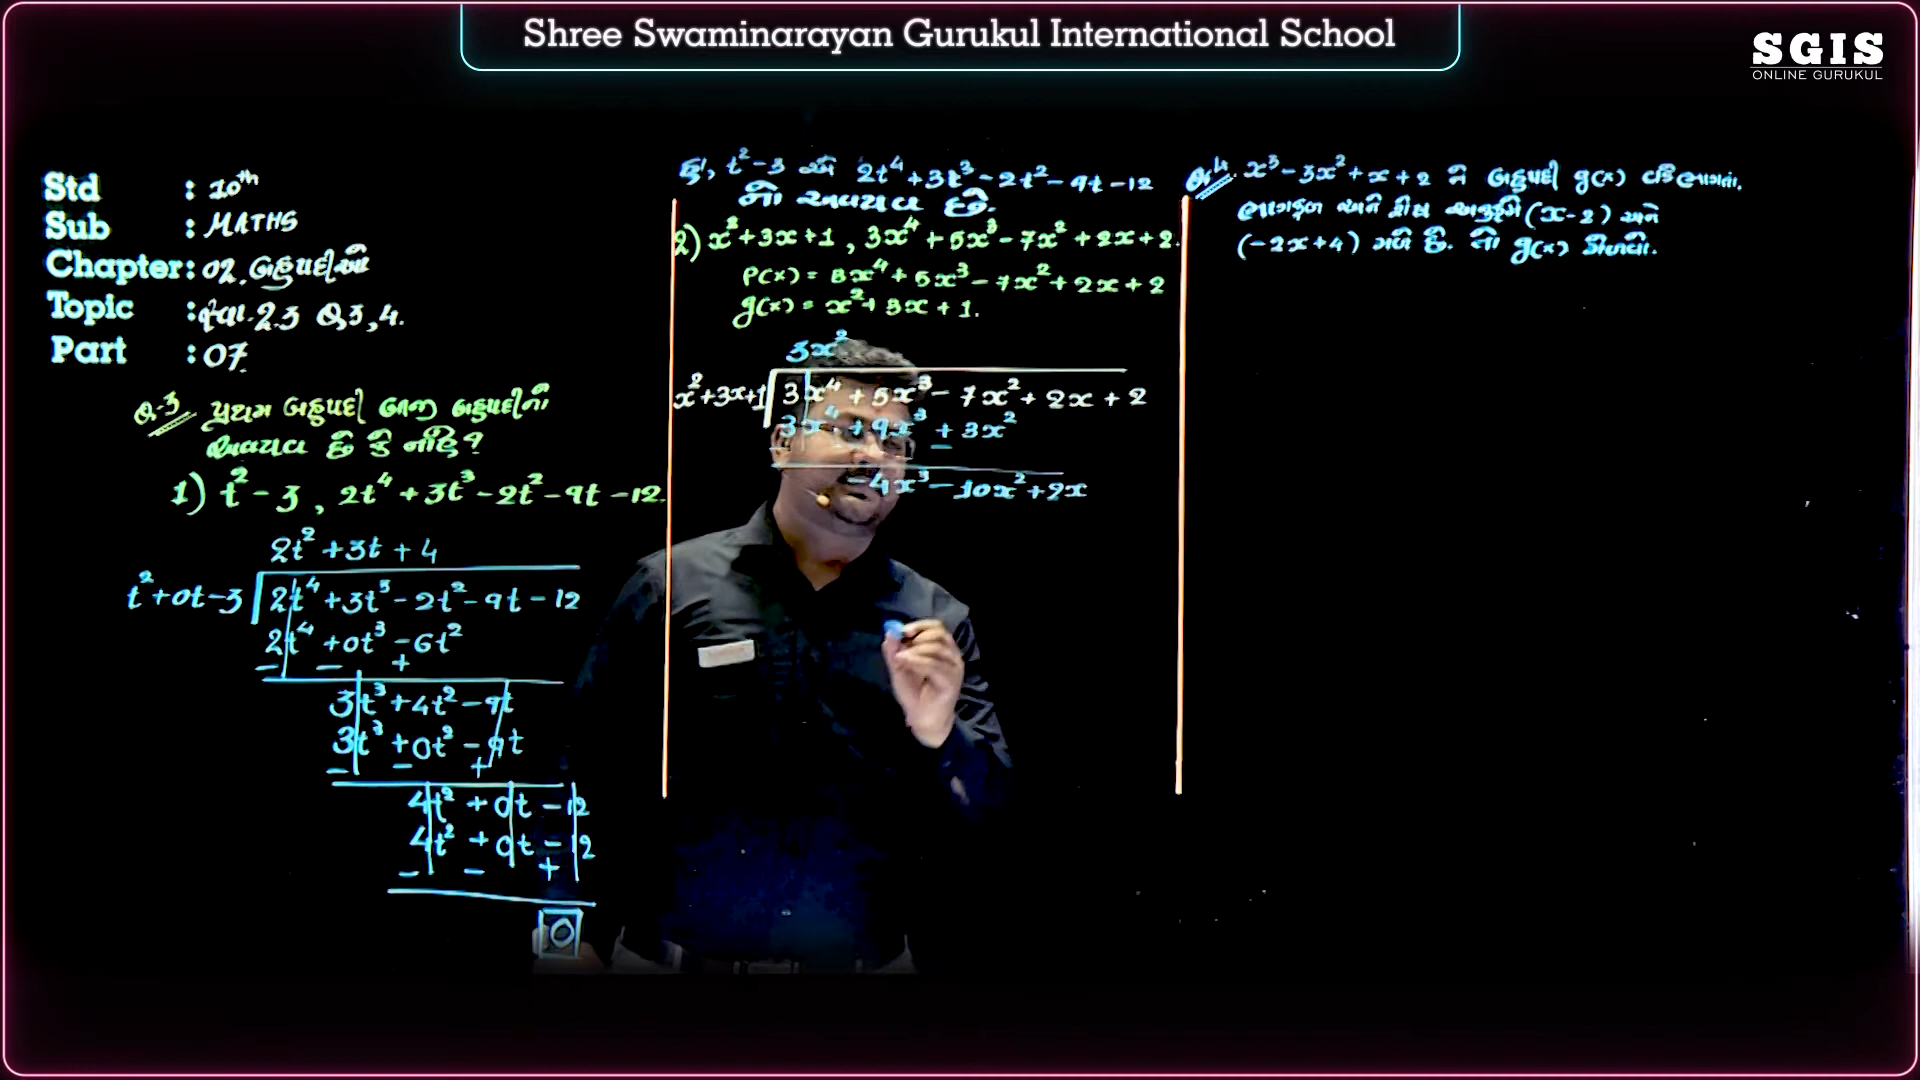 Shree Swaminarayan Gurukul International School
SGIS
ONLINE GURUKUL
Std : 10th
Sub : MATHS
Chapter : 02. બહુપદીઓ
Topic : સ્વા. 2.3 Q.3,4.
Part : 07
Q-3 પ્રથમ બહુપદી બીજી બહુપદીનો
અવયવ છે કે નહિ?
1) t² - 3 , 2t⁴ + 3t³ - 2t² - 9t - 12.
2t² + 3t + 4
t² + 0t - 3 2t⁴ + 3t³ - 2t² - 9t - 12
2t⁴ + 0t³ - 6t²
- - +
3t³ + 4t² - 9t
3t³ + 0t² - 9t
- - +
4t² + 0t - 12
4t² + 0t - 12
- - +
0
હા, t² - 3 એ 2t⁴ + 3t³ - 2t² - 9t - 12
નો અવયવ છે.
2) x² + 3x + 1 , 3x⁴ + 5x³ - 7x² + 2x + 2.
P(x) = 3x⁴ + 5x³ - 7x² + 2x + 2
g(x) = x² + 3x + 1.
3x²
x² + 3x + 1 3x⁴ + 5x³ - 7x² + 2x + 2
3x⁴ + 9x³ + 3x²
-
-4x³ - 10x² + 2x
Q.4. x³ - 3x² + x + 2 ને બહુપદી g(x) વડે ભાગતાં,
ભાગફળ અને શેષ અનુક્રમે (x-2) અને
(-2x+4) મળે છે. તો g(x) શોધો.